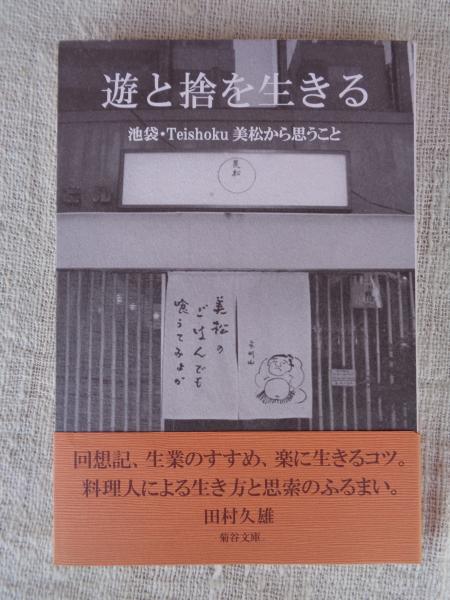 遊と捨を生きる
池袋・Teishoku 美松から思うこと
美松
美松の
ごはんでも
喰うてみよか
回想記、生業のすすめ、楽に生きるコツ。
料理人による生き方と思索のふるまい。
田村久雄
菊谷文庫